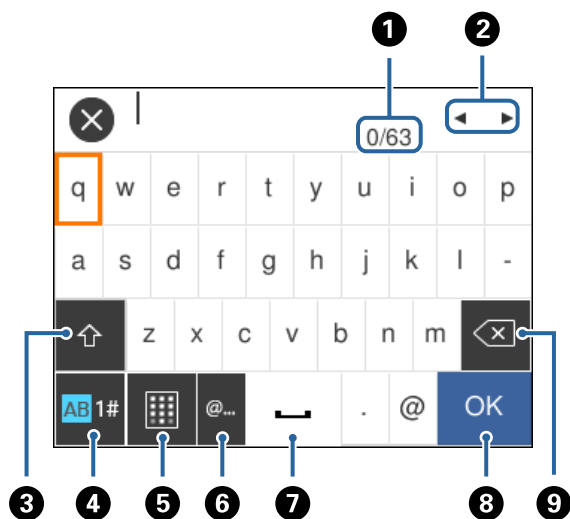 1 2
0/63
q w e r t y u i o p
a s d f g h j k l -
z x c v b n m
AB 1# @... . @ OK
3 4 5 6 7 8 9